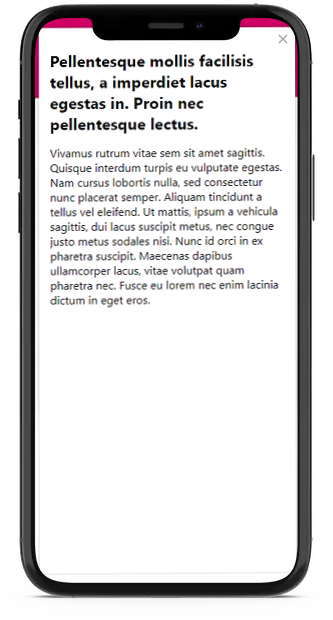 Pellentesque mollis facilisis
tellus, a imperdiet lacus
egestas in. Proin nec
pellentesque lectus.
Vivamus rutrum vitae sem sit amet sagittis.
Quisque interdum turpis eu vulputate egestas.
Nam cursus lobortis nulla, sed consectetur
nunc placerat semper. Aliquam tincidunt a
tellus vel eleifend. Ut mattis, ipsum a vehicula
sagittis, dui lacus suscipit metus, nec congue
justo metus sodales nisi. Nunc id orci in ex
pharetra suscipit. Maecenas dapibus
ullamcorper lacus, vitae volutpat quam
pharetra nec. Fusce eu lorem nec enim lacinia
dictum in eget eros.